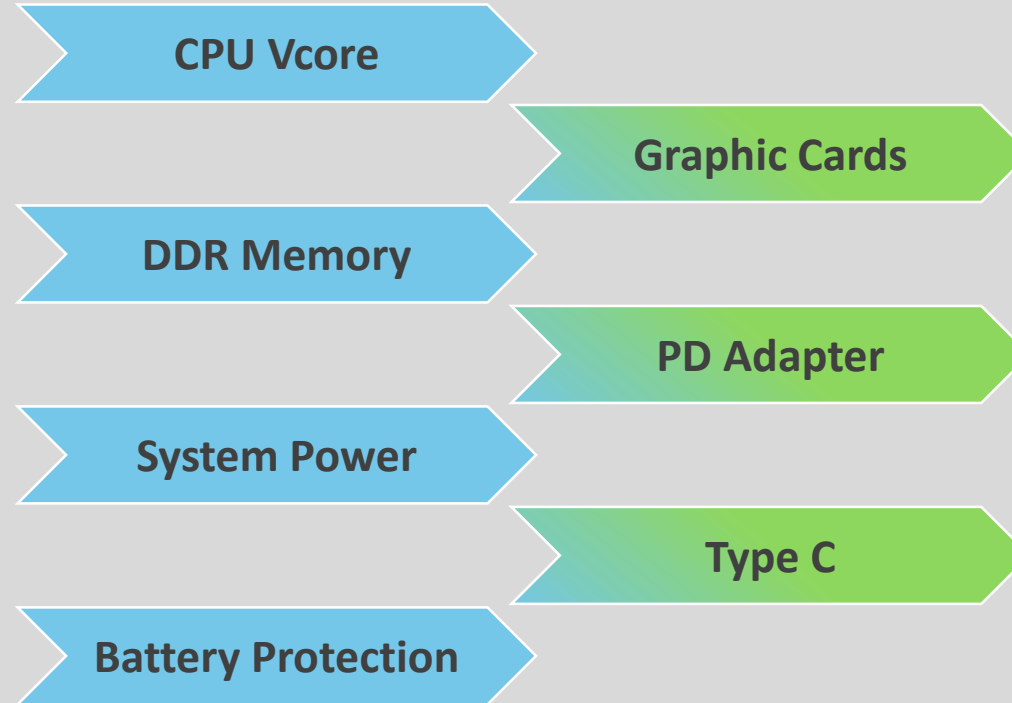 CPU Vcore
Graphic Cards
DDR Memory
PD Adapter
System Power
Type C
Battery Protection